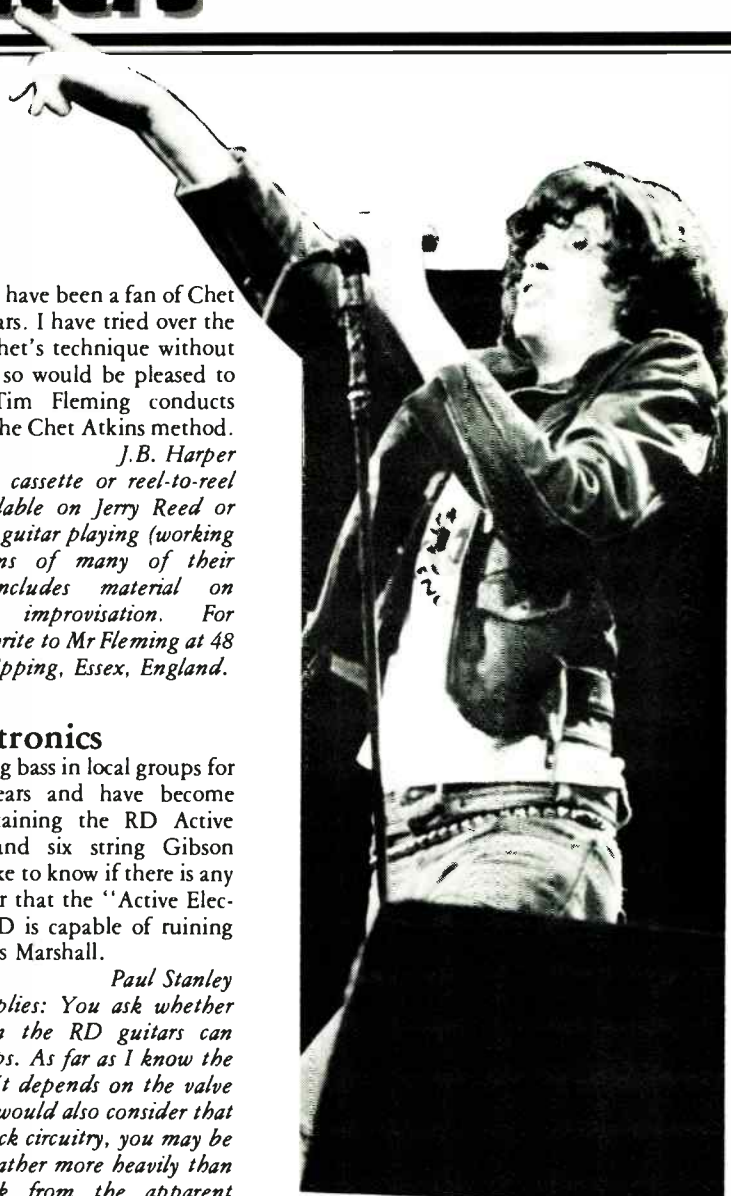 have been a fan of Chet
ars. I have tried over the
het's technique without
so would be pleased to
Tim Fleming conducts
he Chet Atkins method.
J.B. Harper
cassette or reel-to-reel
lable on Jerry Reed or
guitar playing (working
ns of many of their
ncludes material on
improvisation. For
rite to Mr Fleming at 48
pping, Essex, England.
tronics
g bass in local groups for
ears and have become
taining the RD Active
and six string Gibson
ke to know if there is any
r that the "Active Elec-
D is capable of ruining
s Marshall.
Paul Stanley
plies: You ask whether
n the RD guitars can
ps. As far as I know the
it depends on the valve
would also consider that
ck circuitry, you may be
ather more heavily than
k from the apparent